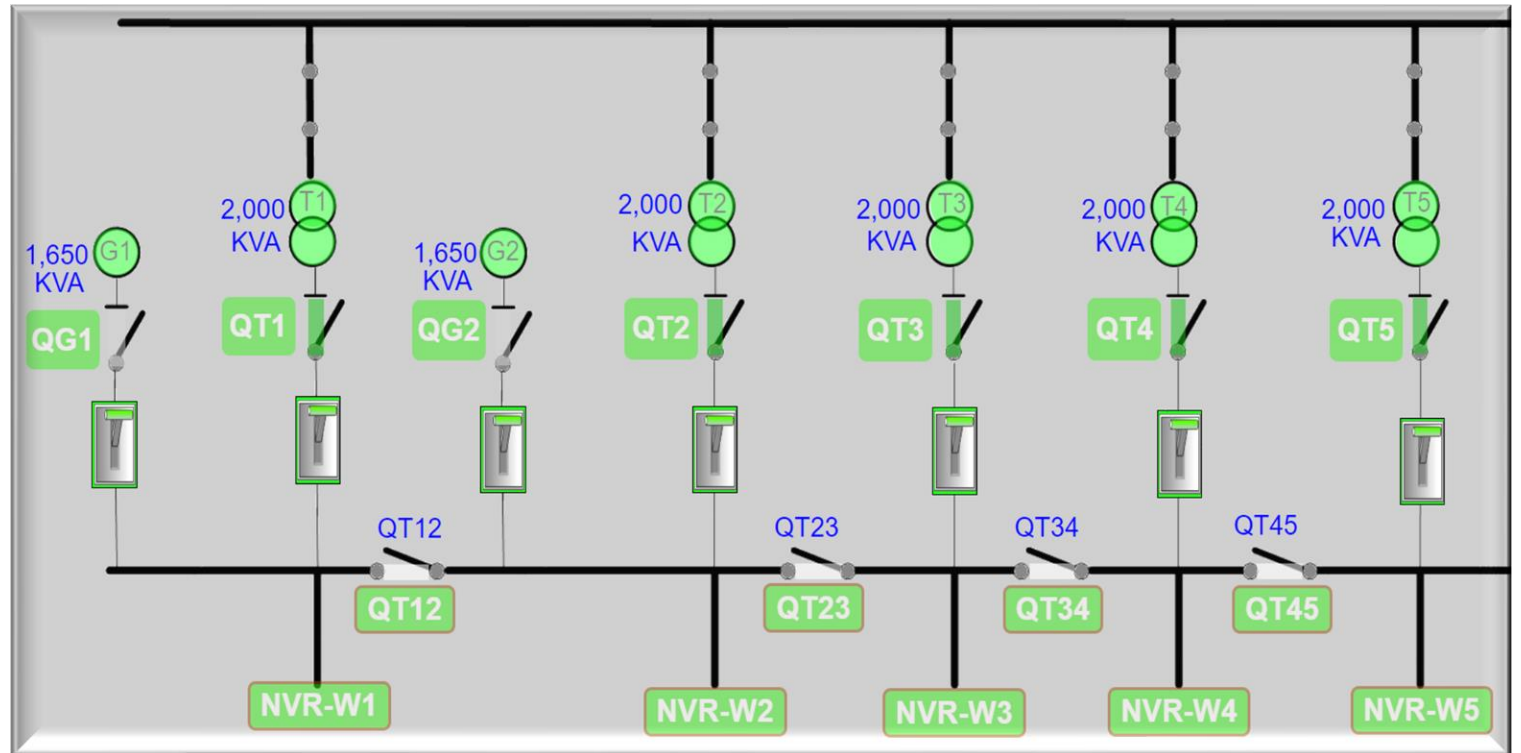 T1
T2
T3
T4
T5
2,000
KVA
2,000
KVA
2,000
KVA
2,000
KVA
2,000
KVA
G1
1,650
KVA
G2
1,650
KVA
QG1
QT1
QG2
QT2
QT3
QT4
QT5
QT12
QT23
QT34
QT45
QT12
QT23
QT34
QT45
NVR-W1
NVR-W2
NVR-W3
NVR-W4
NVR-W5